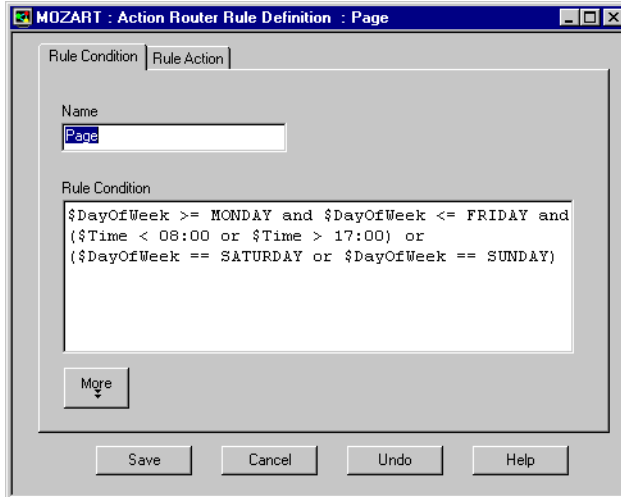 MOZART : Action Router Rule Definition : Page
Rule Condition Rule Action
Name
Page
Rule Condition
$DayOfWeek >= MONDAY and $DayOfWeek <= FRIDAY and
($Time < 08:00 or $Time > 17:00) or
($DayOfWeek == SATURDAY or $DayOfWeek == SUNDAY)
More
Save Cancel Undo Help